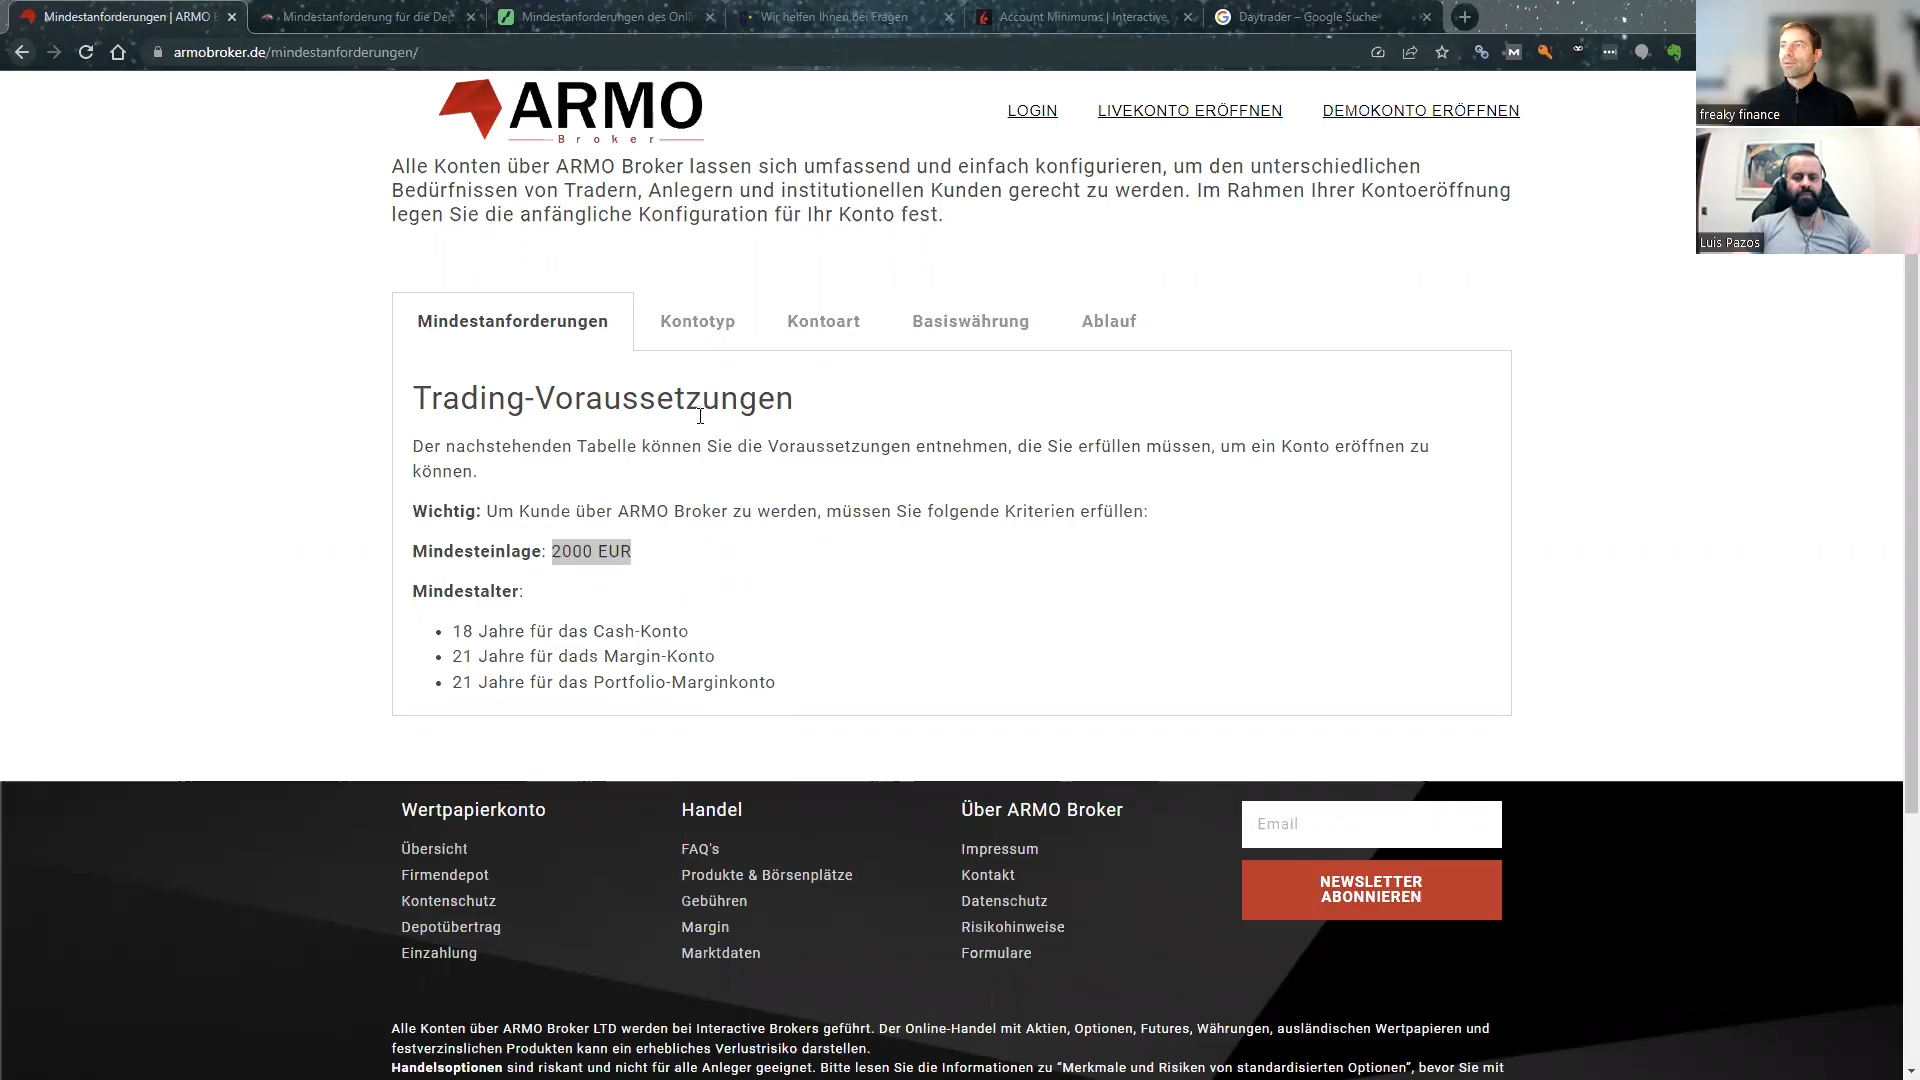 Mindestanforderungen | ARMO B
Mindestanforderung für die Dep
Mindestanforderungen des Onli
Wir helfen Ihnen bei Fragen
Account Minimums | Interactive
Daytrader – Google Suche
armobroker.de/mindestanforderungen/
ARMO
Broker
LOGIN
LIVEKONTO ERÖFFNEN
DEMOKONTO ERÖFFNEN
freaky finance
Luis Pazos
Alle Konten über ARMO Broker lassen sich umfassend und einfach konfigurieren, um den unterschiedlichen
Bedürfnissen von Tradern, Anlegern und institutionellen Kunden gerecht zu werden. Im Rahmen Ihrer Kontoeröffnung
legen Sie die anfängliche Konfiguration für Ihr Konto fest.
Mindestanforderungen
Kontotyp
Kontoart
Basiswährung
Ablauf
Trading-Voraussetzungen
Der nachstehenden Tabelle können Sie die Voraussetzungen entnehmen, die Sie erfüllen müssen, um ein Konto eröffnen zu
können.
Wichtig: Um Kunde über ARMO Broker zu werden, müssen Sie folgende Kriterien erfüllen:
Mindesteinlage: 2000 EUR
Mindestalter:
• 18 Jahre für das Cash-Konto
• 21 Jahre für dads Margin-Konto
• 21 Jahre für das Portfolio-Marginkonto
Wertpapierkonto
Übersicht
Firmendepot
Kontenschutz
Depotübertrag
Einzahlung
Handel
FAQ's
Produkte & Börsenplätze
Gebühren
Margin
Marktdaten
Über ARMO Broker
Impressum
Kontakt
Datenschutz
Risikohinweise
Formulare
Email
NEWSLETTER
ABONNIEREN
Alle Konten über ARMO Broker LTD werden bei Interactive Brokers geführt. Der Online-Handel mit Aktien, Optionen, Futures, Währungen, ausländischen Wertpapieren und
festverzinslichen Produkten kann ein erhebliches Verlustrisiko darstellen.
Handelsoptionen sind riskant und nicht für alle Anleger geeignet. Bitte lesen Sie die Informationen zu "Merkmale und Risiken von standardisierten Optionen", bevor Sie mit